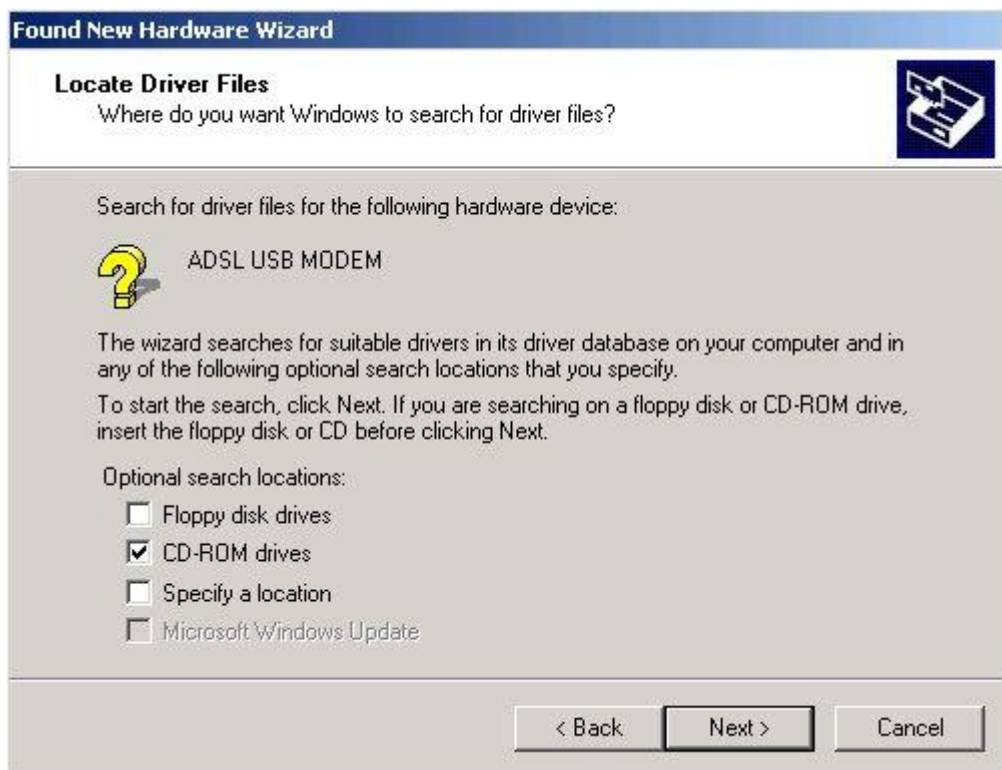 Found New Hardware Wizard
Locate Driver Files
Where do you want Windows to search for driver files?
Search for driver files for the following hardware device:
ADSL USB MODEM
The wizard searches for suitable drivers in its driver database on your computer and in
any of the following optional search locations that you specify.
To start the search, click Next. If you are searching on a floppy disk or CD-ROM drive,
insert the floppy disk or CD before clicking Next.
Optional search locations:
Floppy disk drives
CD-ROM drives
Specify a location
Microsoft Windows Update
< Back
Next >
Cancel